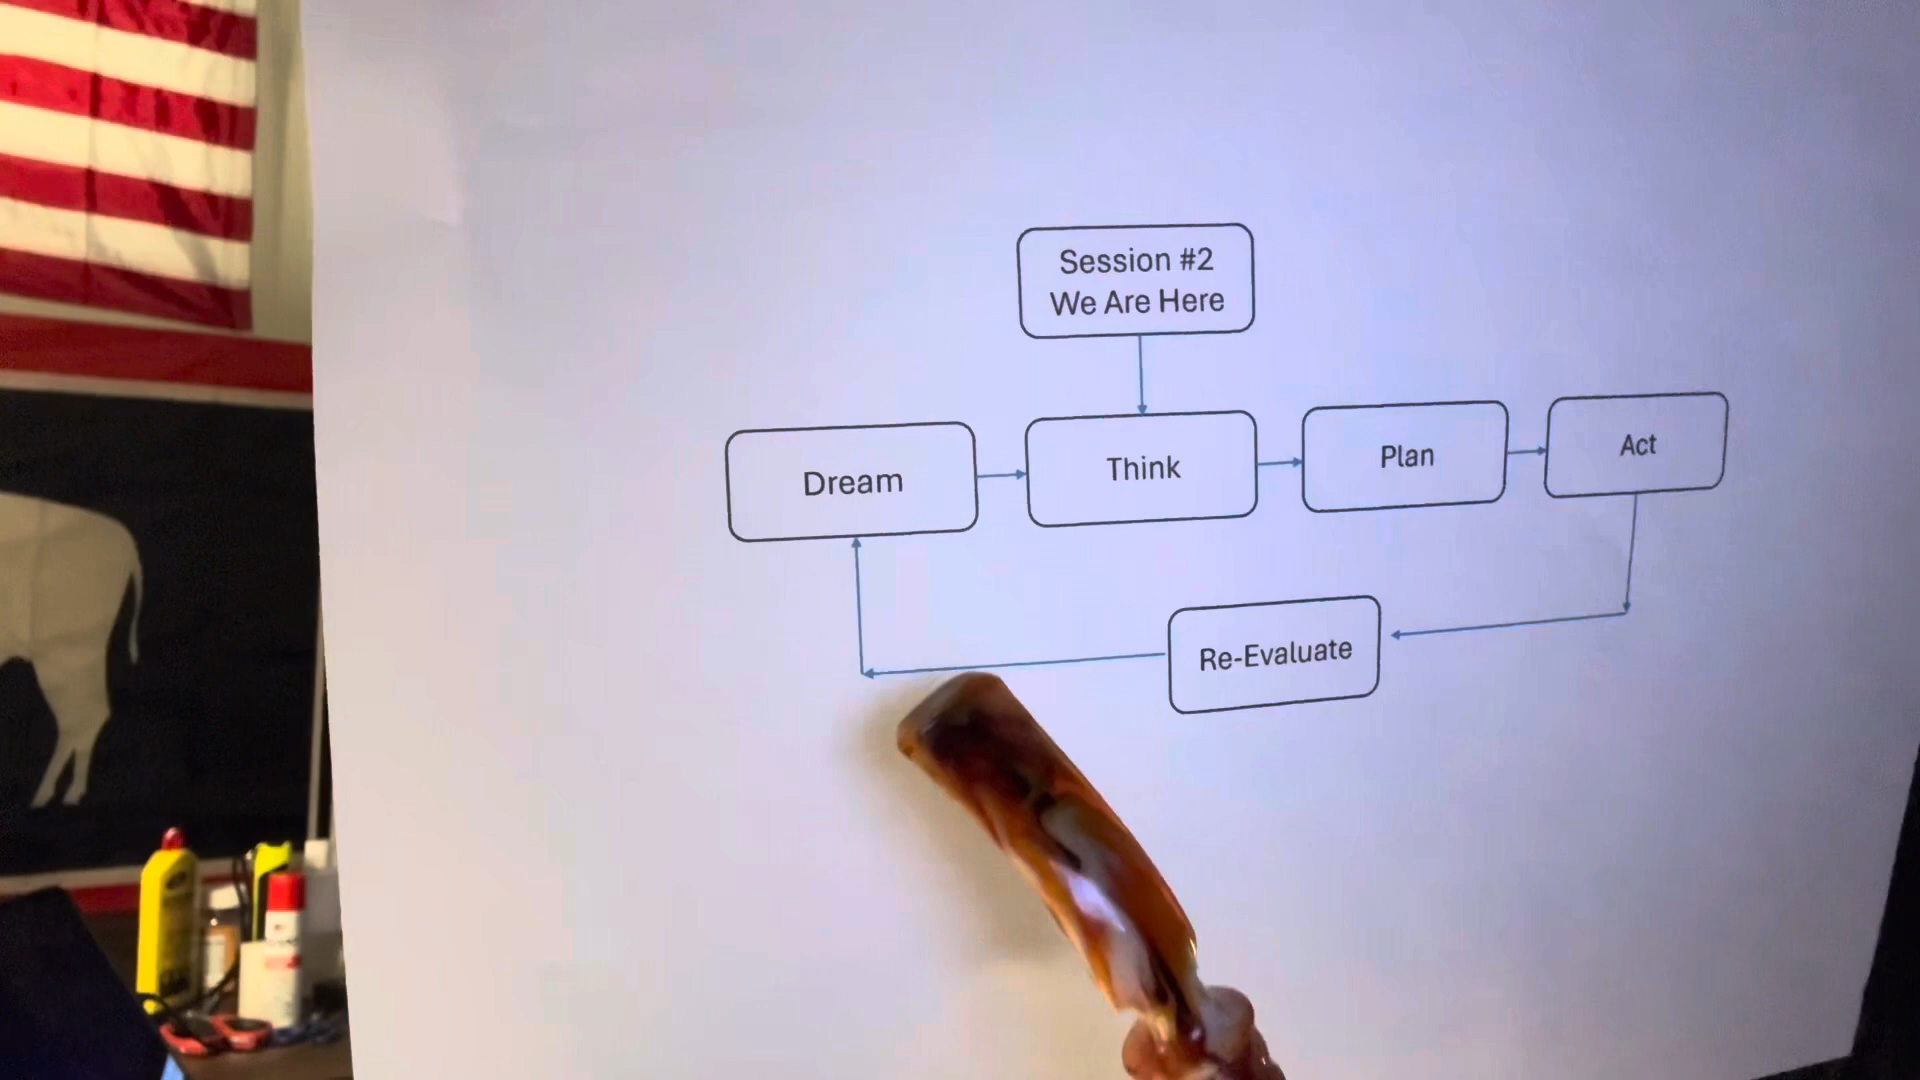 Session #2
We Are Here
Dream
Think
Plan
Act
Re-Evaluate